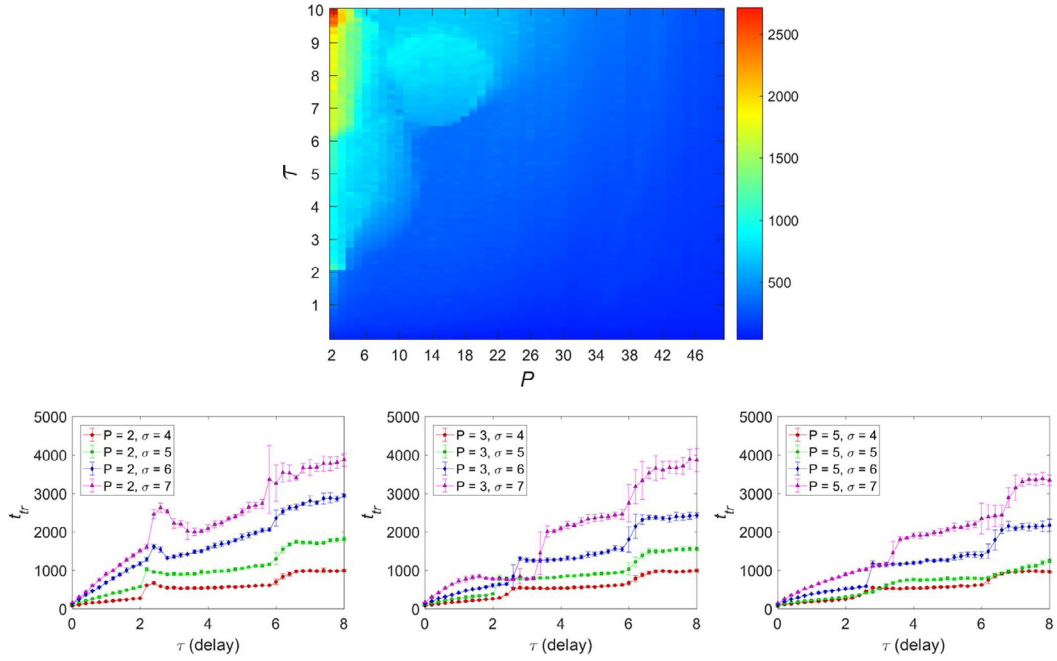 10
9
8
7
6
5
4
3
2
1
τ
2 6 10 14 18 22 26 30 34 38 42 46
P
2500
2000
1500
1000
500
5000
4000
3000
2000
1000
0
t_tr
P = 2, σ = 4
P = 2, σ = 5
P = 2, σ = 6
P = 2, σ = 7
0 2 4 6 8
τ (delay)
5000
4000
3000
2000
1000
0
t_tr
P = 3, σ = 4
P = 3, σ = 5
P = 3, σ = 6
P = 3, σ = 7
0 2 4 6 8
τ (delay)
5000
4000
3000
2000
1000
0
t_tr
P = 5, σ = 4
P = 5, σ = 5
P = 5, σ = 6
P = 5, σ = 7
0 2 4 6 8
τ (delay)